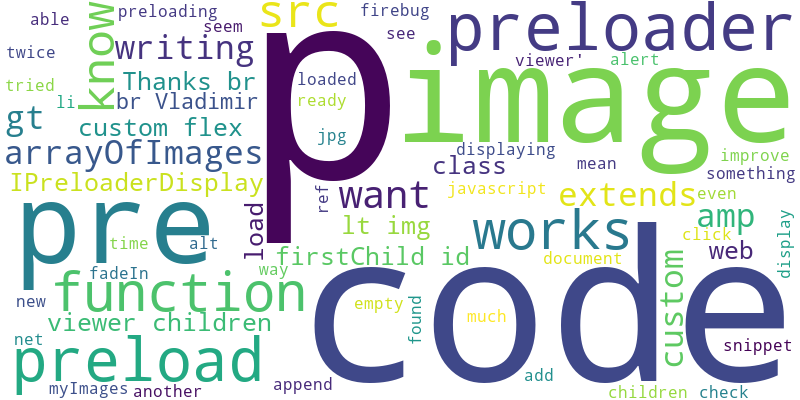 able
preloading
src
firebug
preloader
twice
know
seem
writing
see
viewer'
alert
tried
li
Thanks br
loaded
p
image
gt
br Vladimir
ready
custom flex
jpg
arrayOfImages
displaying
class
mean
improve
something
IPreloaderDisplay
ref
want
javascript
extends
even
pre
load
lt img
works
amp
click
time
alt
firstChild id
document
custom
web
display
fadeIn
way
code
new
function
empty
found
much
viewer children
net
preload
snippet
myImages
another
append
add
children
check